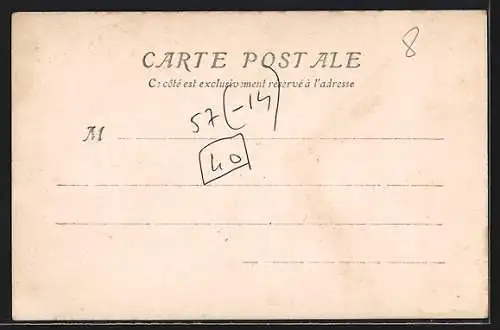 8
CARTE POSTALE
Ce côté est exclusivement réservé à l'adresse
57 (-14)
M
40